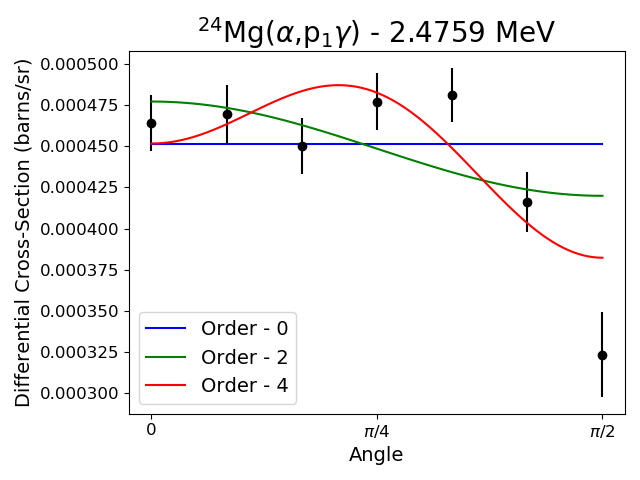 ²⁴Mg(α,p₁γ) - 2.4759 MeV
Differential Cross-Section (barns/sr)
0.000500
0.000475
0.000450
0.000425
0.000400
0.000375
0.000350
0.000325
0.000300
Order - 0
Order - 2
Order - 4
0 π/4 π/2
Angle